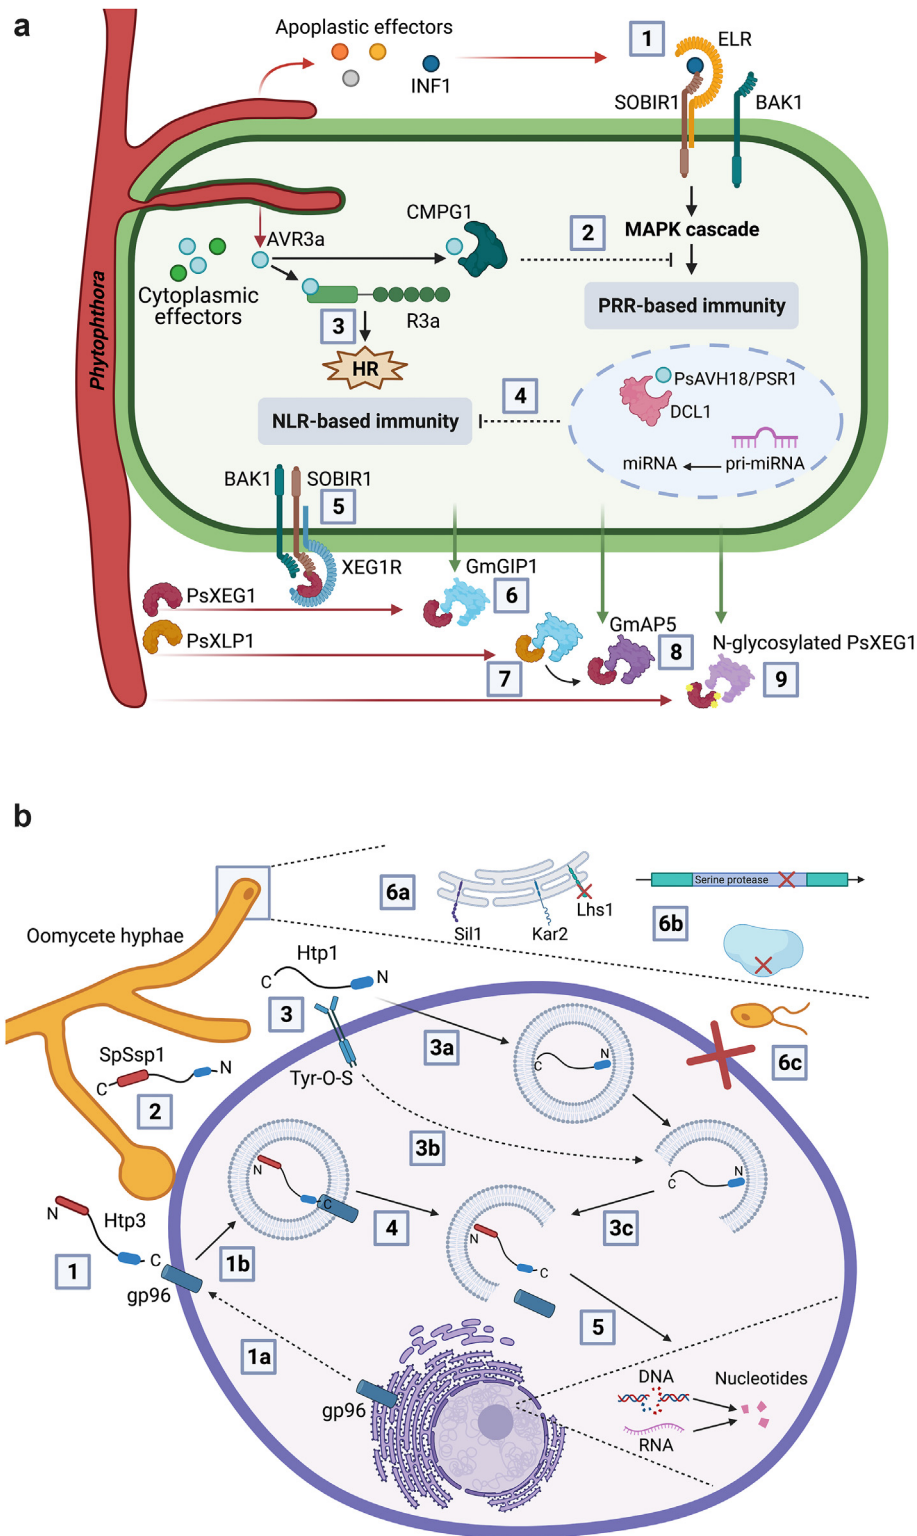 a
Apoplastic effectors
INF1
1
ELR
SOBIR1
BAK1
Phytophthora
AVR3a
CMPG1
2
MAPK cascade
Cytoplasmic
effectors
3
R3a
PRR-based immunity
HR
NLR-based immunity
4
PsAVH18/PSR1
DCL1
miRNA
pri-miRNA
BAK1
SOBIR1
5
XEG1R
PsXEG1
GmGIP1
6
PsXLP1
7
GmAP5
8
N-glycosylated PsXEG1
9
b
6a
Sil1
Kar2
Lhs1
Serine protease
6b
Oomycete hyphae
Htp1
C
N
3
3a
C
N
6c
SpSsp1
C
N
2
Tyr-O-S
3b
N
C
C
N
Htp3
N
C
1
gp96
1b
4
N
C
3c
1a
5
gp96
DNA
RNA
Nucleotides